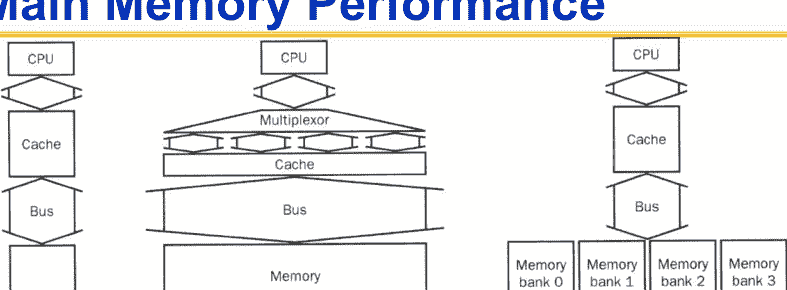 Main Memory Performance
CPU
Cache
Bus
CPU
Multiplexor
Cache
Bus
Memory
CPU
Cache
Bus
Memory
bank 0
Memory
bank 1
Memory
bank 2
Memory
bank 3